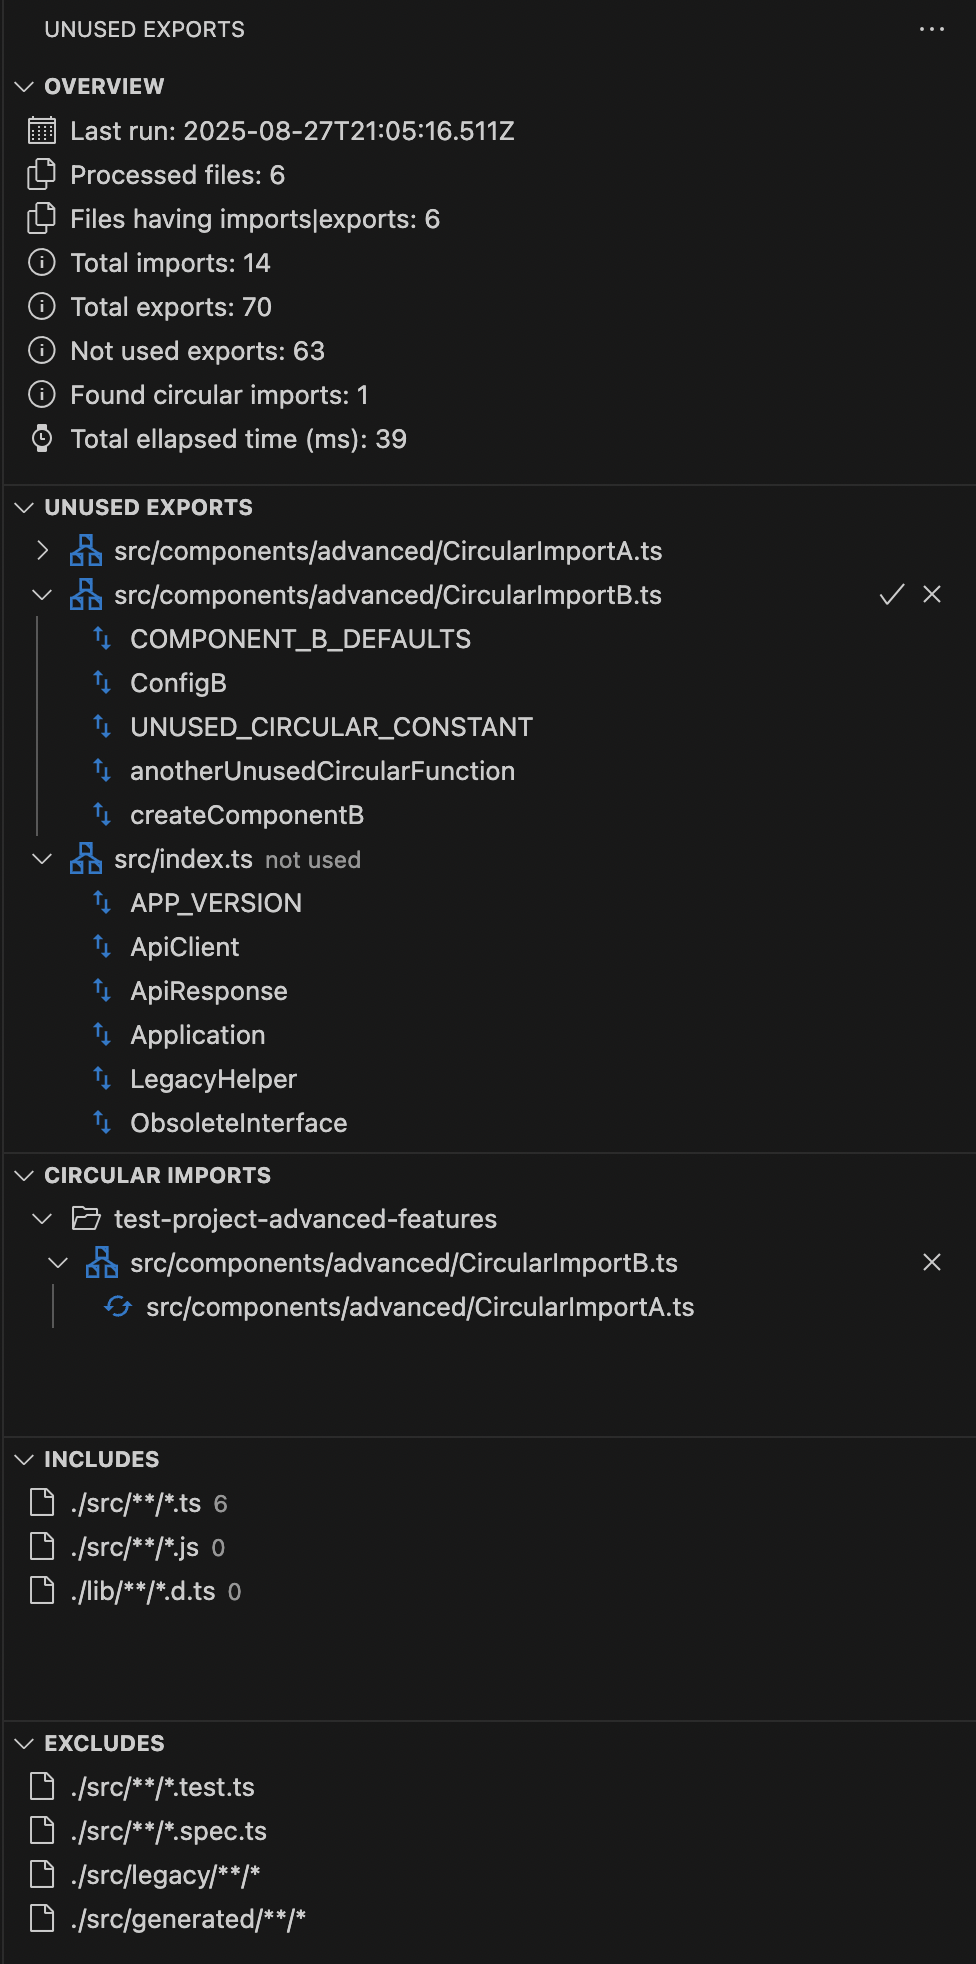 UNUSED EXPORTS
OVERVIEW
Last run: 2025-08-27T21:05:16.511Z
Processed files: 6
Files having imports|exports: 6
Total imports: 14
Total exports: 70
Not used exports: 63
Found circular imports: 1
Total ellapsed time (ms): 39
UNUSED EXPORTS
src/components/advanced/CircularImportA.ts
src/components/advanced/CircularImportB.ts
COMPONENT_B_DEFAULTS
ConfigB
UNUSED_CIRCULAR_CONSTANT
anotherUnusedCircularFunction
createComponentB
src/index.ts not used
APP_VERSION
ApiClient
ApiResponse
Application
LegacyHelper
ObsoleteInterface
CIRCULAR IMPORTS
test-project-advanced-features
src/components/advanced/CircularImportB.ts
src/components/advanced/CircularImportA.ts
INCLUDES
./src/**/*.ts 6
./src/**/*.js 0
./lib/**/*.d.ts 0
EXCLUDES
./src/**/*.test.ts
./src/**/*.spec.ts
./src/legacy/**/*
./src/generated/**/*